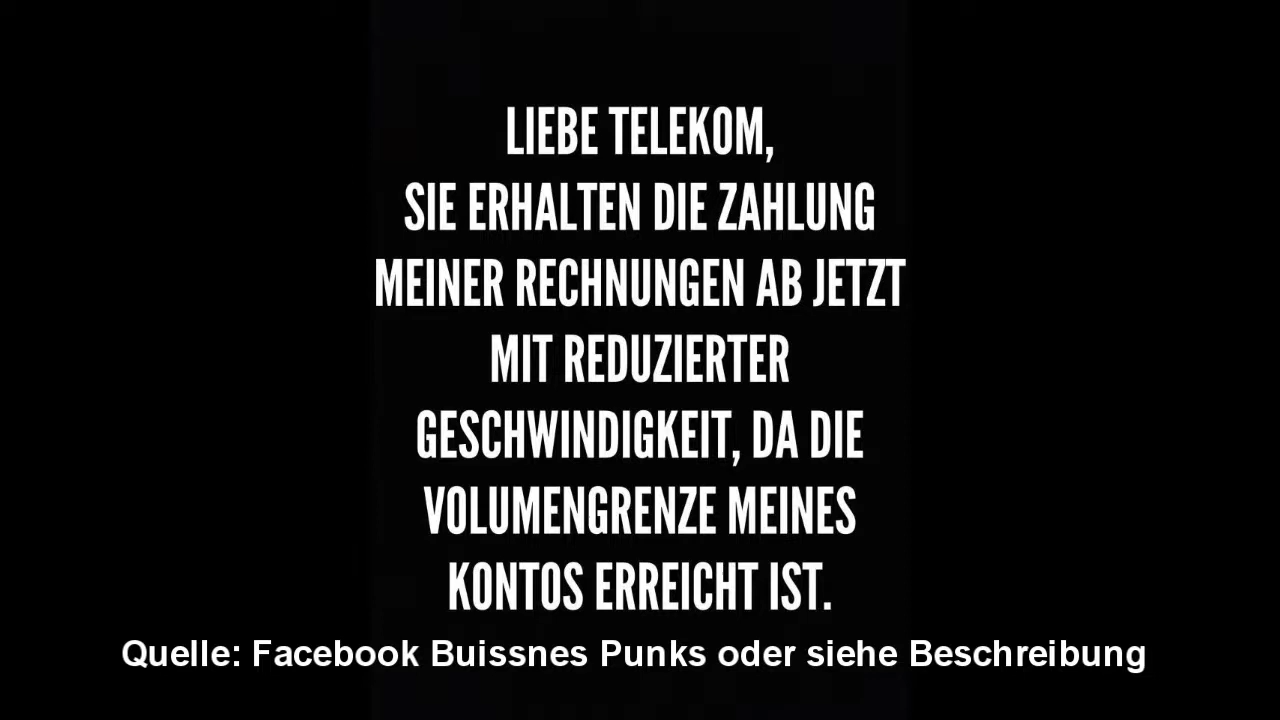 LIEBE TELEKOM,
SIE ERHALTEN DIE ZAHLUNG
MEINER RECHNUNGEN AB JETZT
MIT REDUZIERTER
GESCHWINDIGKEIT, DA DIE
VOLUMENGRENZE MEINES
KONTOS ERREICHT IST.
Quelle: Facebook Buissnes Punks oder siehe Beschreibung